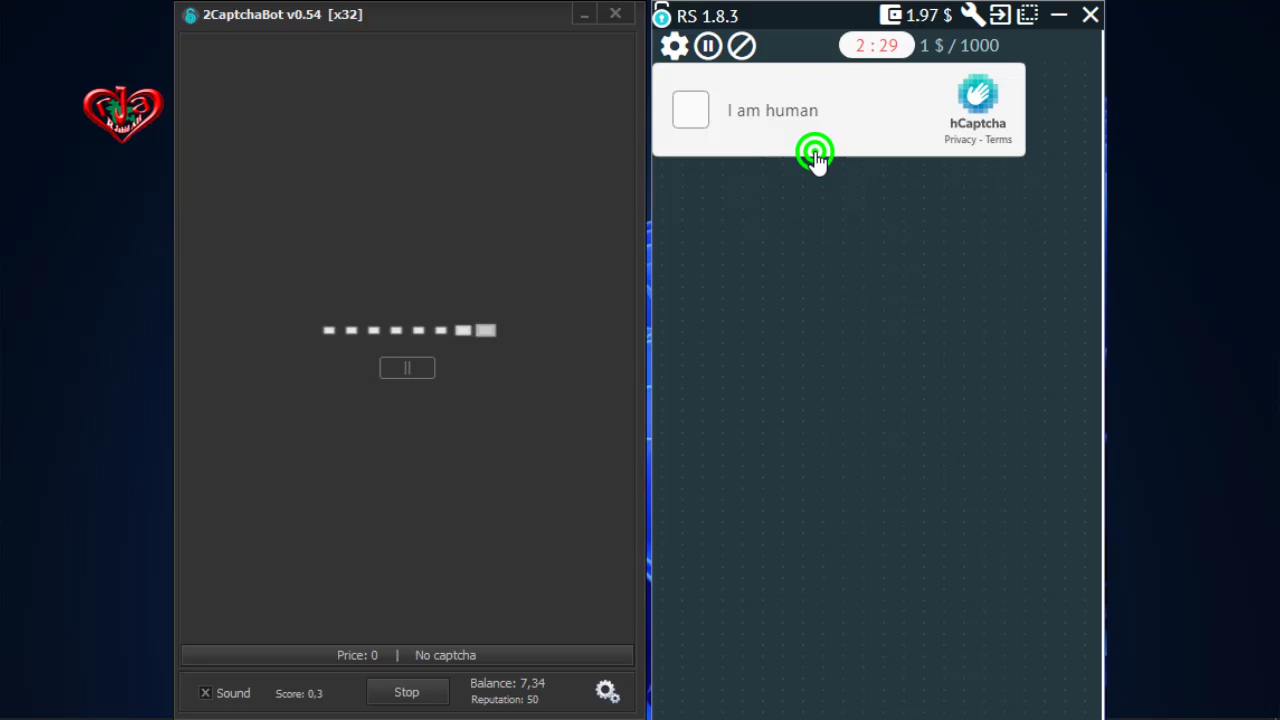 2CaptchaBot v0.54 [x32]
RS 1.8.3
1.97 $
2 : 29
1 $ / 1000
I am human
hCaptcha
Privacy - Terms
Price: 0 | No captcha
Sound
Score: 0,3
Stop
Balance: 7,34
Reputation: 50